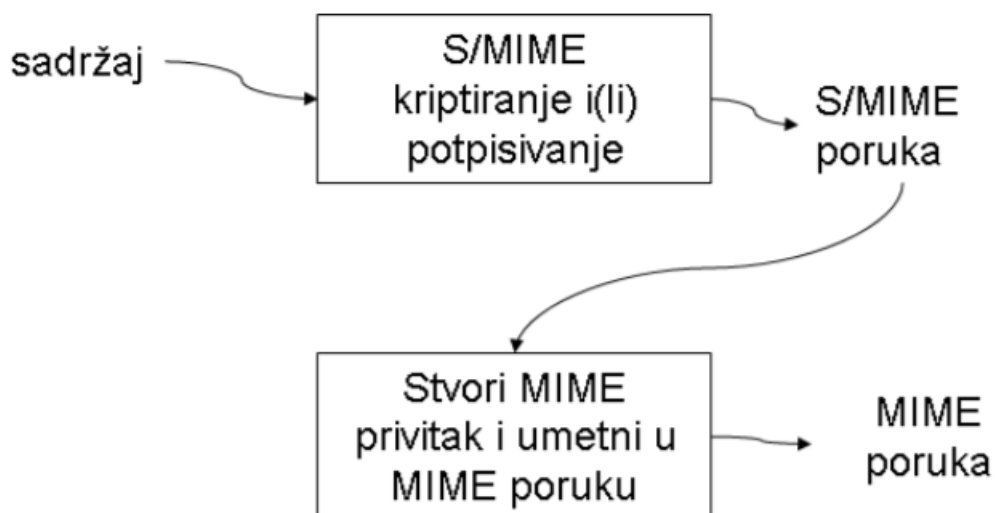 sadržaj
S/MIME
kriptiranje i(li)
potpisivanje
S/MIME
poruka
Stvori MIME
privitak i umetni u
MIME poruku
MIME
poruka